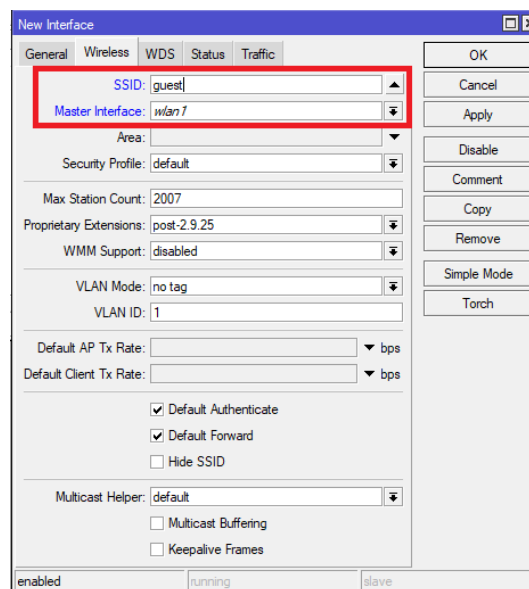 New Interface
General Wireless WDS Status Traffic
OK
SSID: guest
Cancel
Master Interface: wlan1
Apply
Area:
Disable
Security Profile: default
Comment
Max Station Count: 2007
Copy
Proprietary Extensions: post-2.9.25
Remove
WMM Support: disabled
Simple Mode
VLAN Mode: no tag
Torch
VLAN ID: 1
Default AP Tx Rate: bps
Default Client Tx Rate: bps
Default Authenticate
Default Forward
Hide SSID
Multicast Helper: default
Multicast Buffering
Keepalive Frames
enabled running slave